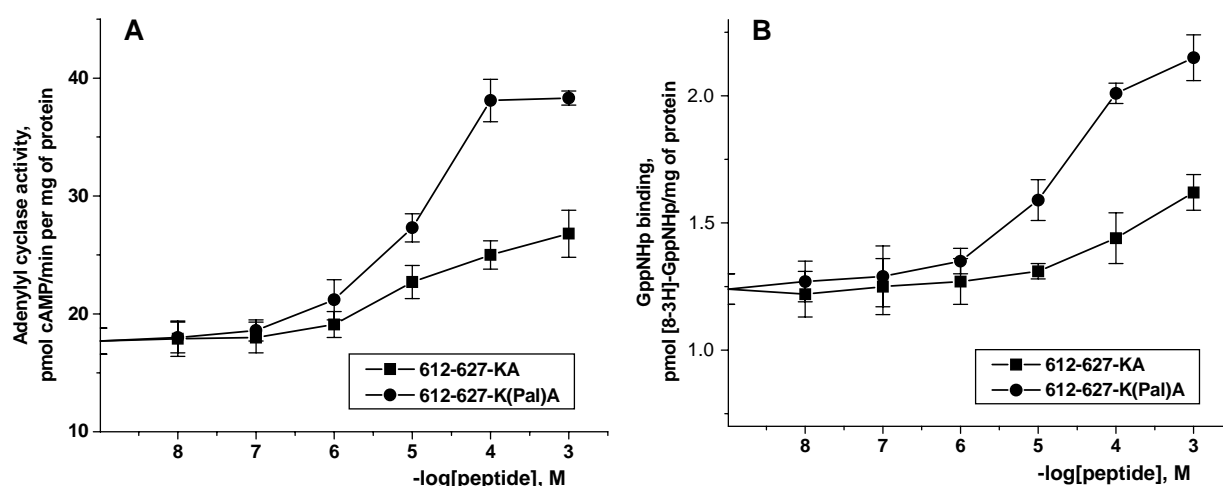 A
Adenylyl cyclase activity,
pmol cAMP/min per mg of protein
40
30
20
10
8 7 6 5 4 3
-log[peptide], M
612-627-KA
612-627-K(Pal)A
B
GppNHp binding,
pmol [8-3H]-GppNHp/mg of protein
2.0
1.5
1.0
8 7 6 5 4 3
-log[peptide], M
612-627-KA
612-627-K(Pal)A